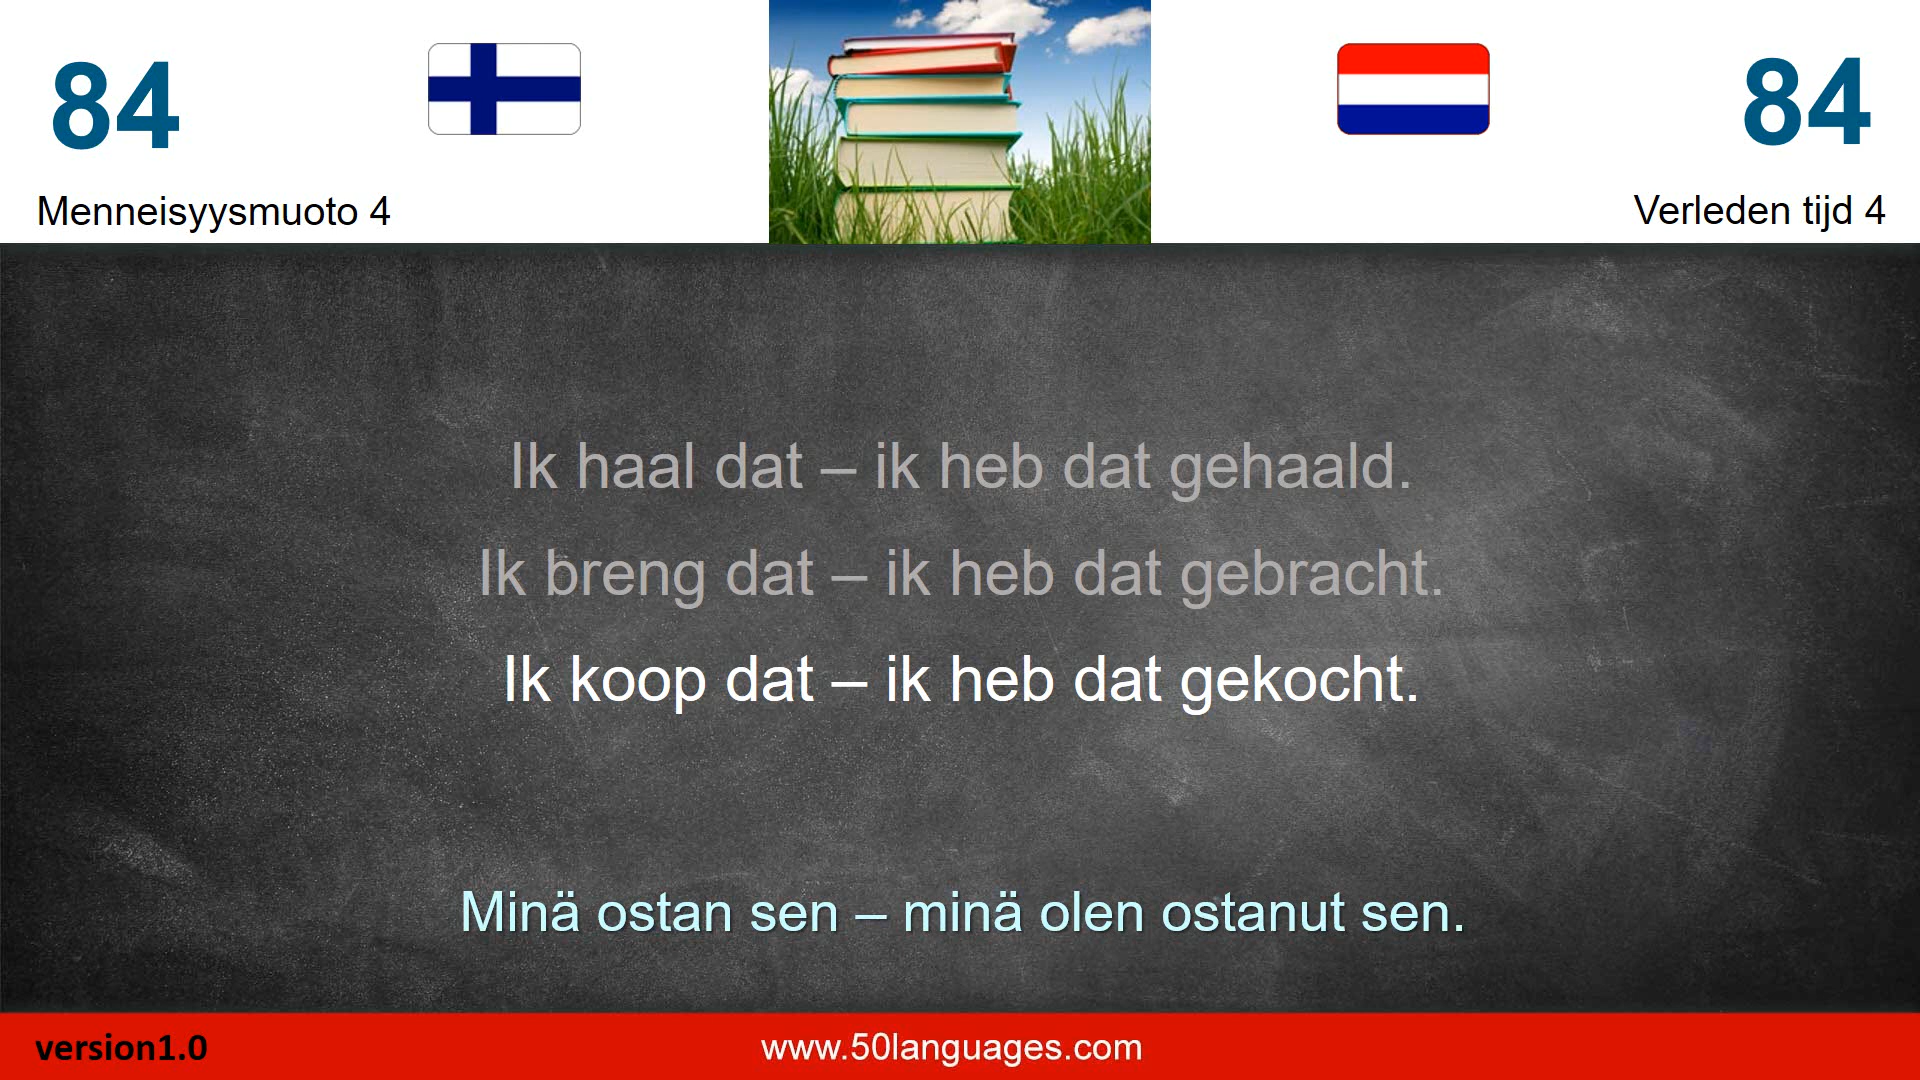 84
84
Menneisyysmuoto 4
Verleden tijd 4
Ik haal dat – ik heb dat gehaald.
Ik breng dat – ik heb dat gebracht.
Ik koop dat – ik heb dat gekocht.
Minä ostan sen – minä olen ostanut sen.
version1.0
www.50languages.com